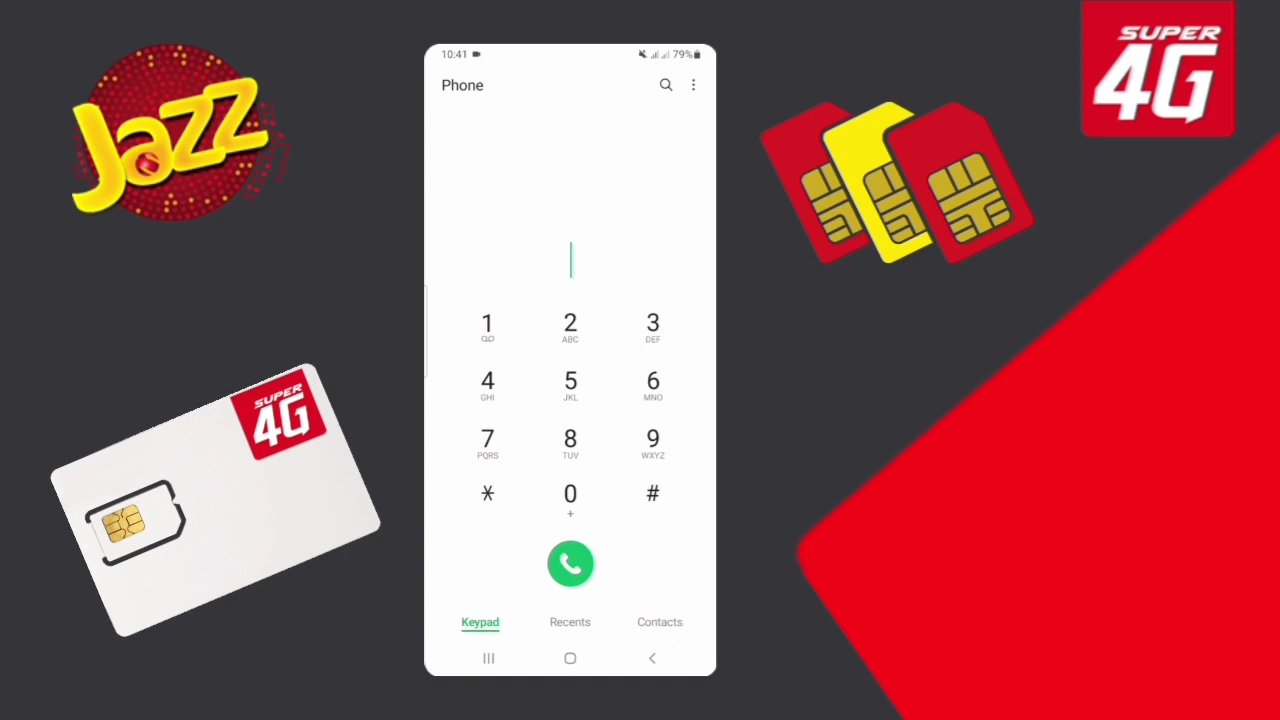 Jazz
10:41
79%
Phone
SUPER
4G
1
2
ABC
3
DEF
4
GHI
5
JKL
6
MNO
7
PQRS
8
TUV
9
WXYZ
*
0
+
#
SUPER
4G
Keypad
Recents
Contacts